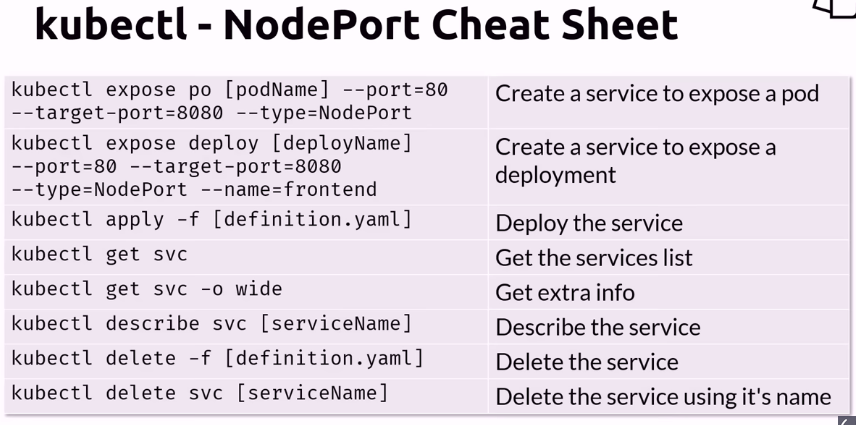 kubectl - NodePort Cheat Sheet
kubectl expose po [podName] --port=80
--target-port=8080 --type=NodePort
Create a service to expose a pod
kubectl expose deploy [deployName]
--port=80 --target-port=8080
--type=NodePort --name=frontend
Create a service to expose a
deployment
kubectl apply -f [definition.yaml]
Deploy the service
kubectl get svc
Get the services list
kubectl get svc -o wide
Get extra info
kubectl describe svc [serviceName]
Describe the service
kubectl delete -f [definition.yaml]
Delete the service
kubectl delete svc [serviceName]
Delete the service using it's name